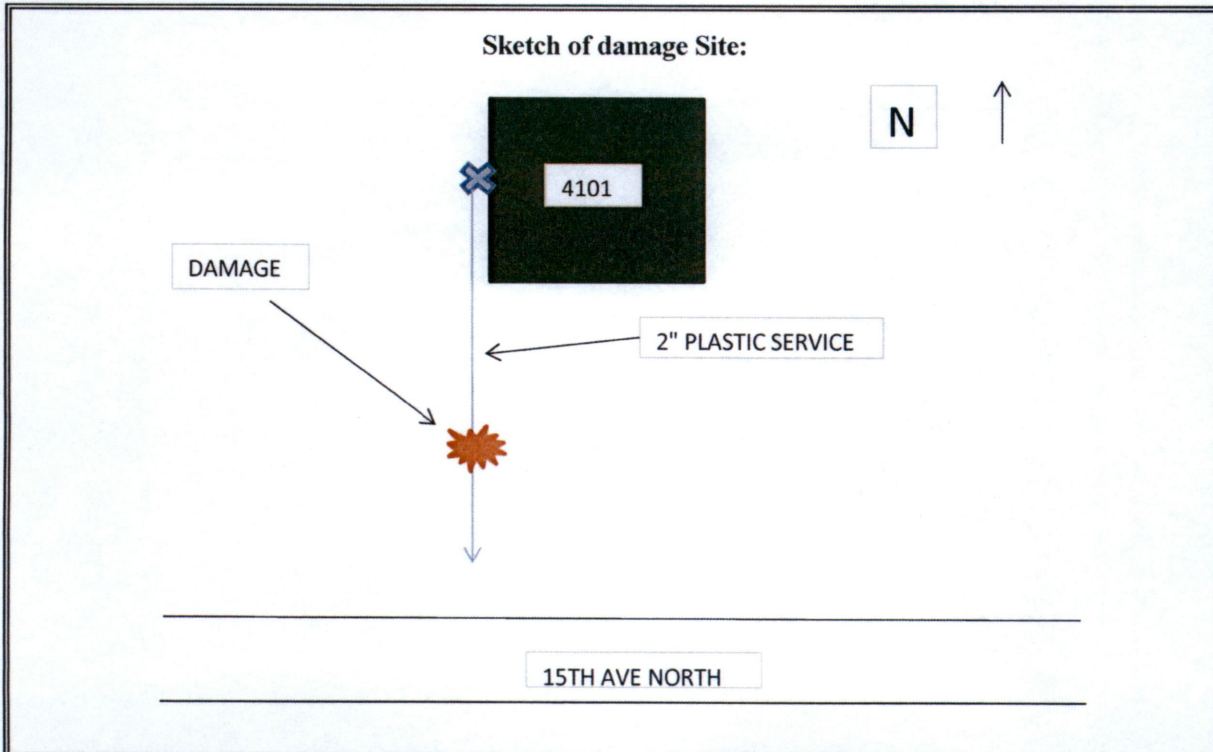 Sketch of damage Site:
N
4101
DAMAGE
2" PLASTIC SERVICE
15TH AVE NORTH